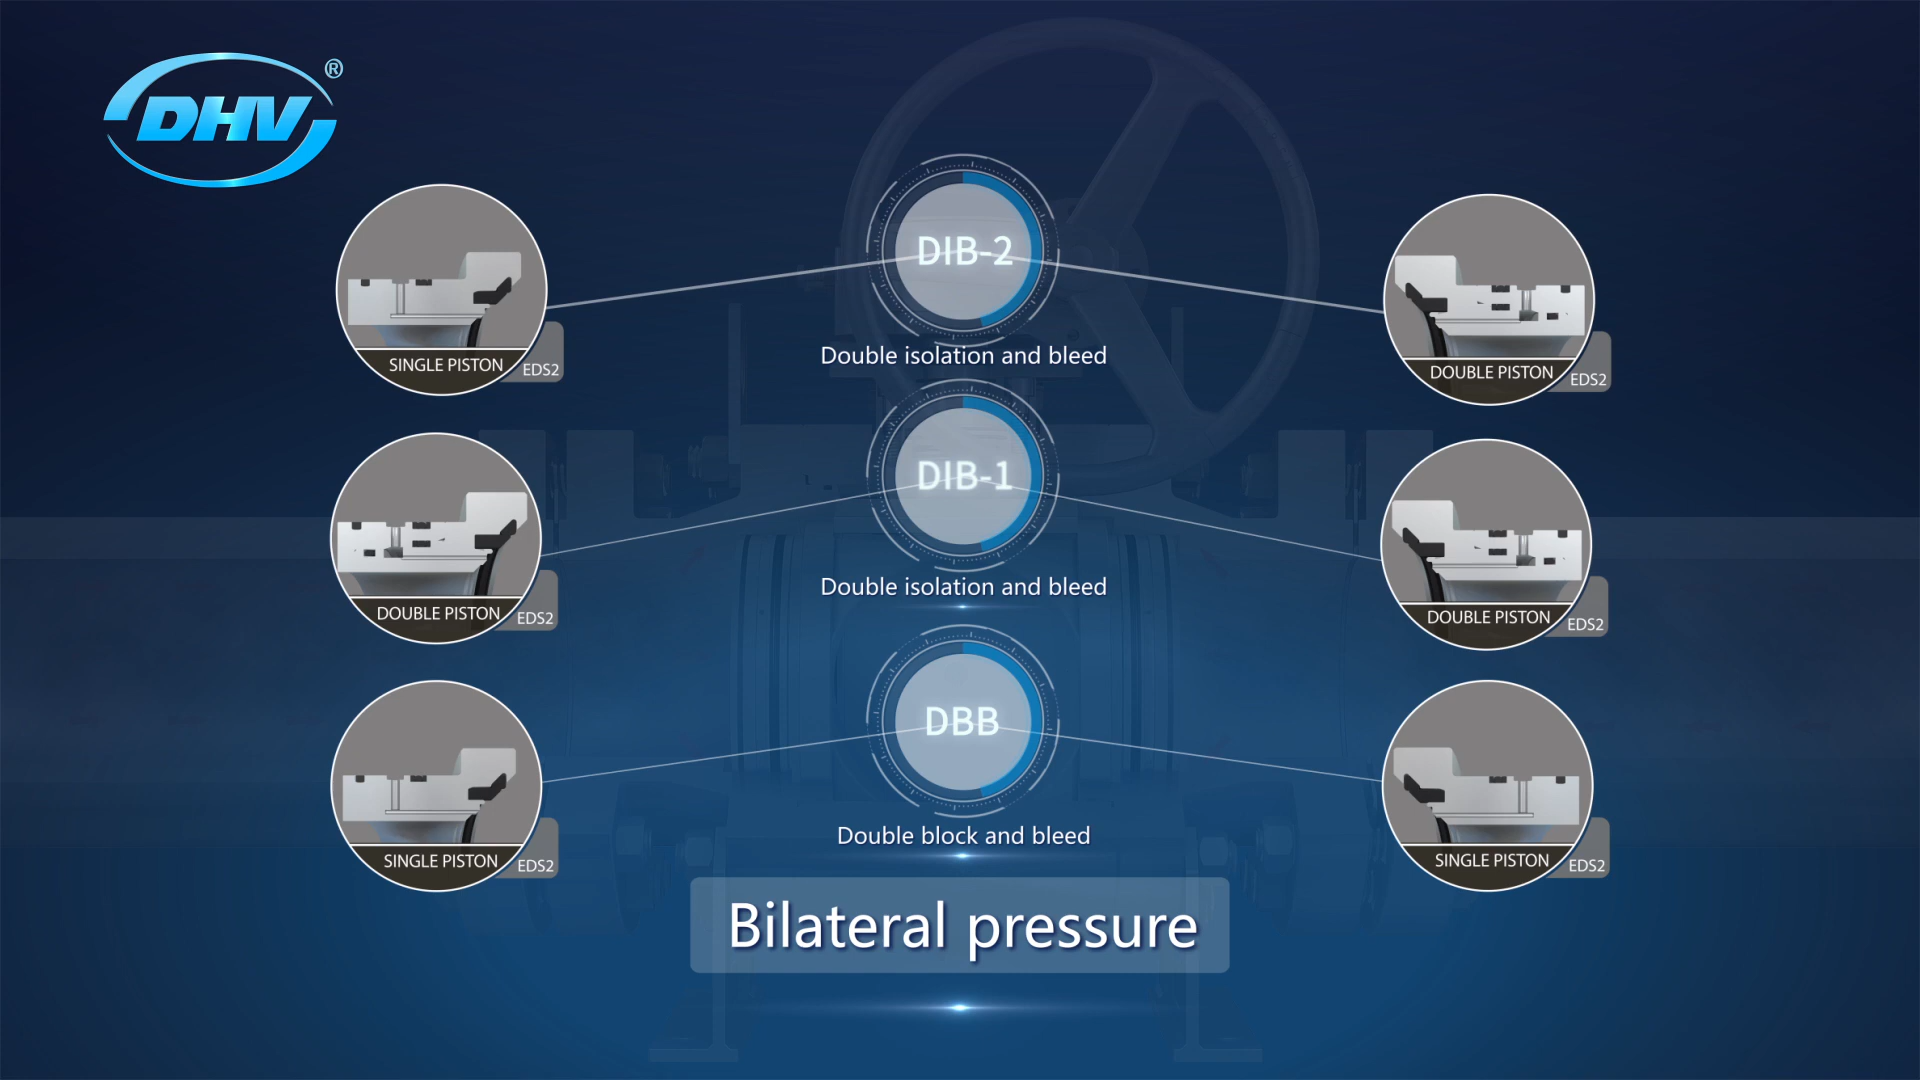 DHV®
DIB-2
Double isolation and bleed
SINGLE PISTON
EDS2
DOUBLE PISTON
EDS2
DIB-1
Double isolation and bleed
DOUBLE PISTON
EDS2
DOUBLE PISTON
EDS2
DBB
Double block and bleed
SINGLE PISTON
EDS2
SINGLE PISTON
EDS2
Bilateral pressure